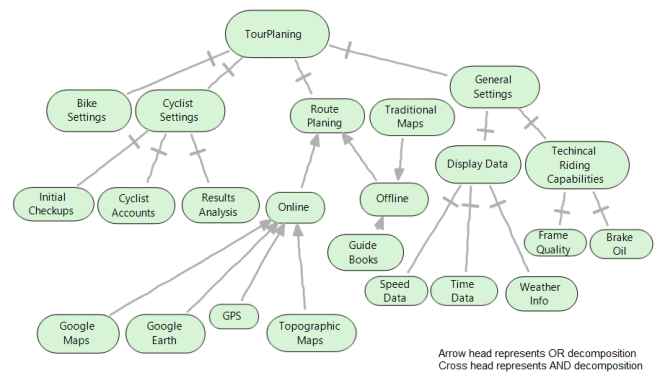 TourPlaning
General
Settings
Bike
Settings
Cyclist
Settings
Route
Planing
Traditional
Maps
Display Data
Techincal
Riding
Capabilities
Initial
Checkups
Cyclist
Accounts
Results
Analysis
Online
Offline
Guide
Books
Frame
Quality
Brake
Oil
Speed
Data
Time
Data
Weather
Info
Google
Maps
Google
Earth
GPS
Topographic
Maps
Arrow head represents OR decomposition
Cross head represents AND decomposition